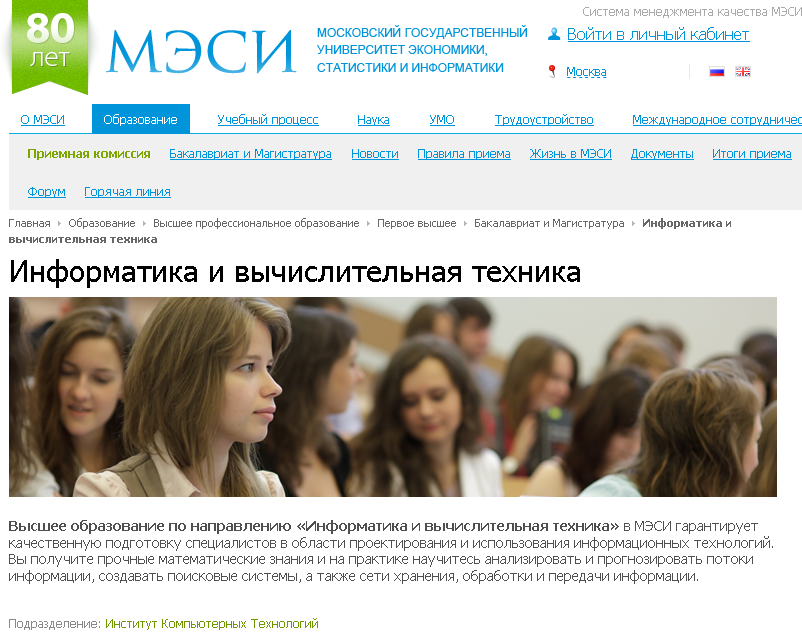 Система менеджмента качества МЭСИ
80
лет
МЭСИ
МОСКОВСКИЙ ГОСУДАРСТВЕННЫЙ
УНИВЕРСИТЕТ ЭКОНОМИКИ,
СТАТИСТИКИ И ИНФОРМАТИКИ
Войти в личный кабинет
Москва
О МЭСИ Образование Учебный процесс Наука УМО Трудоустройство Международное сотрудничес
Приемная комиссия Бакалавриат и Магистратура Новости Правила приема Жизнь в МЭСИ Документы Итоги приема
Форум Горячая линия
Главная Образование Высшее профессиональное образование Первое высшее Бакалавриат и Магистратура Информатика и
вычислительная техника
Информатика и вычислительная техника
Высшее образование по направлению «Информатика и вычислительная техника» в МЭСИ гарантирует
качественную подготовку специалистов в области проектирования и использования информационных технологий.
Вы получите прочные математические знания и на практике научитесь анализировать и прогнозировать потоки
информации, создавать поисковые системы, а также сети хранения, обработки и передачи информации.
Подразделение: Институт Компьютерных Технологий